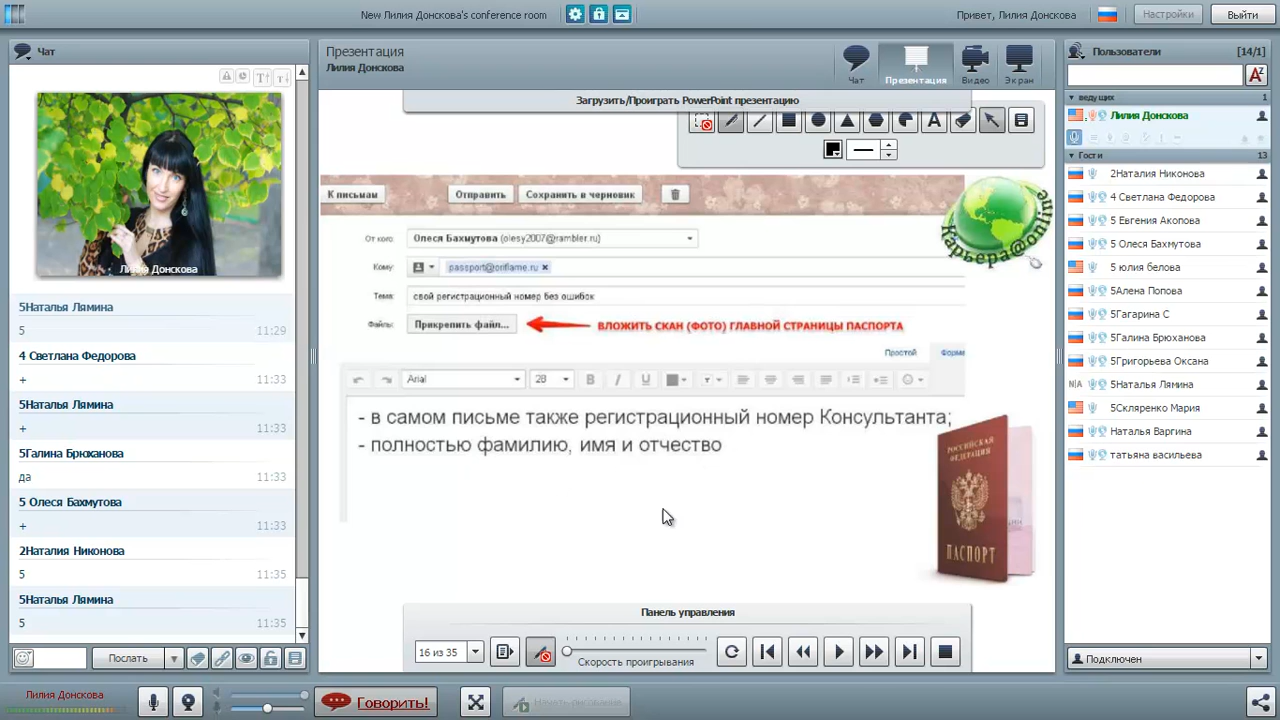 New Лилия Донскова's conference room
Привет, Лилия Донскова
Настройки
Выйти
Чат
Лилия Донскова
5Наталья Лямина
5
11:29
4 Светлана Федорова
+
11:33
5Наталья Лямина
+
11:33
5Галина Брюханова
да
11:33
5 Олеся Бахмутова
+
11:33
2Наталия Никонова
5
11:35
5Наталья Лямина
5
11:35
Послать
Презентация
Лилия Донскова
Чат
Презентация
Видео
Экран
Загрузить/Проиграть PowerPoint презентацию
К письмам
Отправить
Сохранить в черновик
От кого:
Олеся Бахмутова (olesy2007@rambler.ru)
Кому:
passport@oriflame.ru
Тема:
свой регистрационный номер без ошибок
Файлы:
Прикрепить файл...
ВЛОЖИТЬ СКАН (ФОТО) ГЛАВНОЙ СТРАНИЦЫ ПАСПОРТА
Простой
Форма
Arial
28
B I U
- в самом письме также регистрационный номер Консультанта;
- полностью фамилию, имя и отчество
Карьера@online
РОССИЙСКАЯ
ФЕДЕРАЦИЯ
ПАСПОРТ
Панель управления
16 из 35
Скорость проигрывания
Пользователи
[14/1]
ведущих
1
Лилия Донскова
Гости
13
2Наталия Никонова
4 Светлана Федорова
5 Евгения Акопова
5 Олеся Бахмутова
5 юлия белова
5Алена Попова
5Гагарина С
5Галина Брюханова
5Григорьева Оксана
N/A
5Наталья Лямина
5Скляренко Мария
Наталья Варгина
татьяна васильева
Подключен
Лилия Донскова
Говорить!